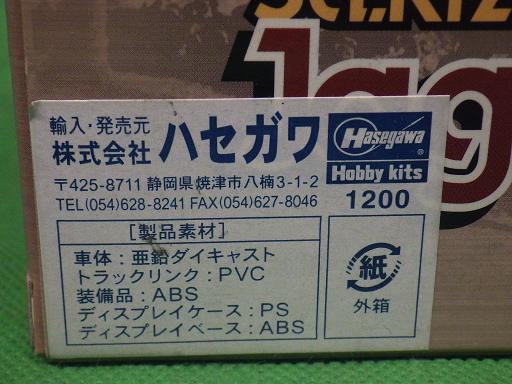 Sd.Kfz
Jag
輸入・発売元
株式会社 ハセガワ
〒425-8711 静岡県焼津市八楠3-1-2
TEL(054)628-8241 FAX(054)627-8046
Hasegawa®
Hobby kits
1200
[製品素材]
車体:亜鉛ダイキャスト
トラックリンク:PVC
装備品:ABS
ディスプレイケース:PS
ディスプレイベース:ABS
紙
外箱